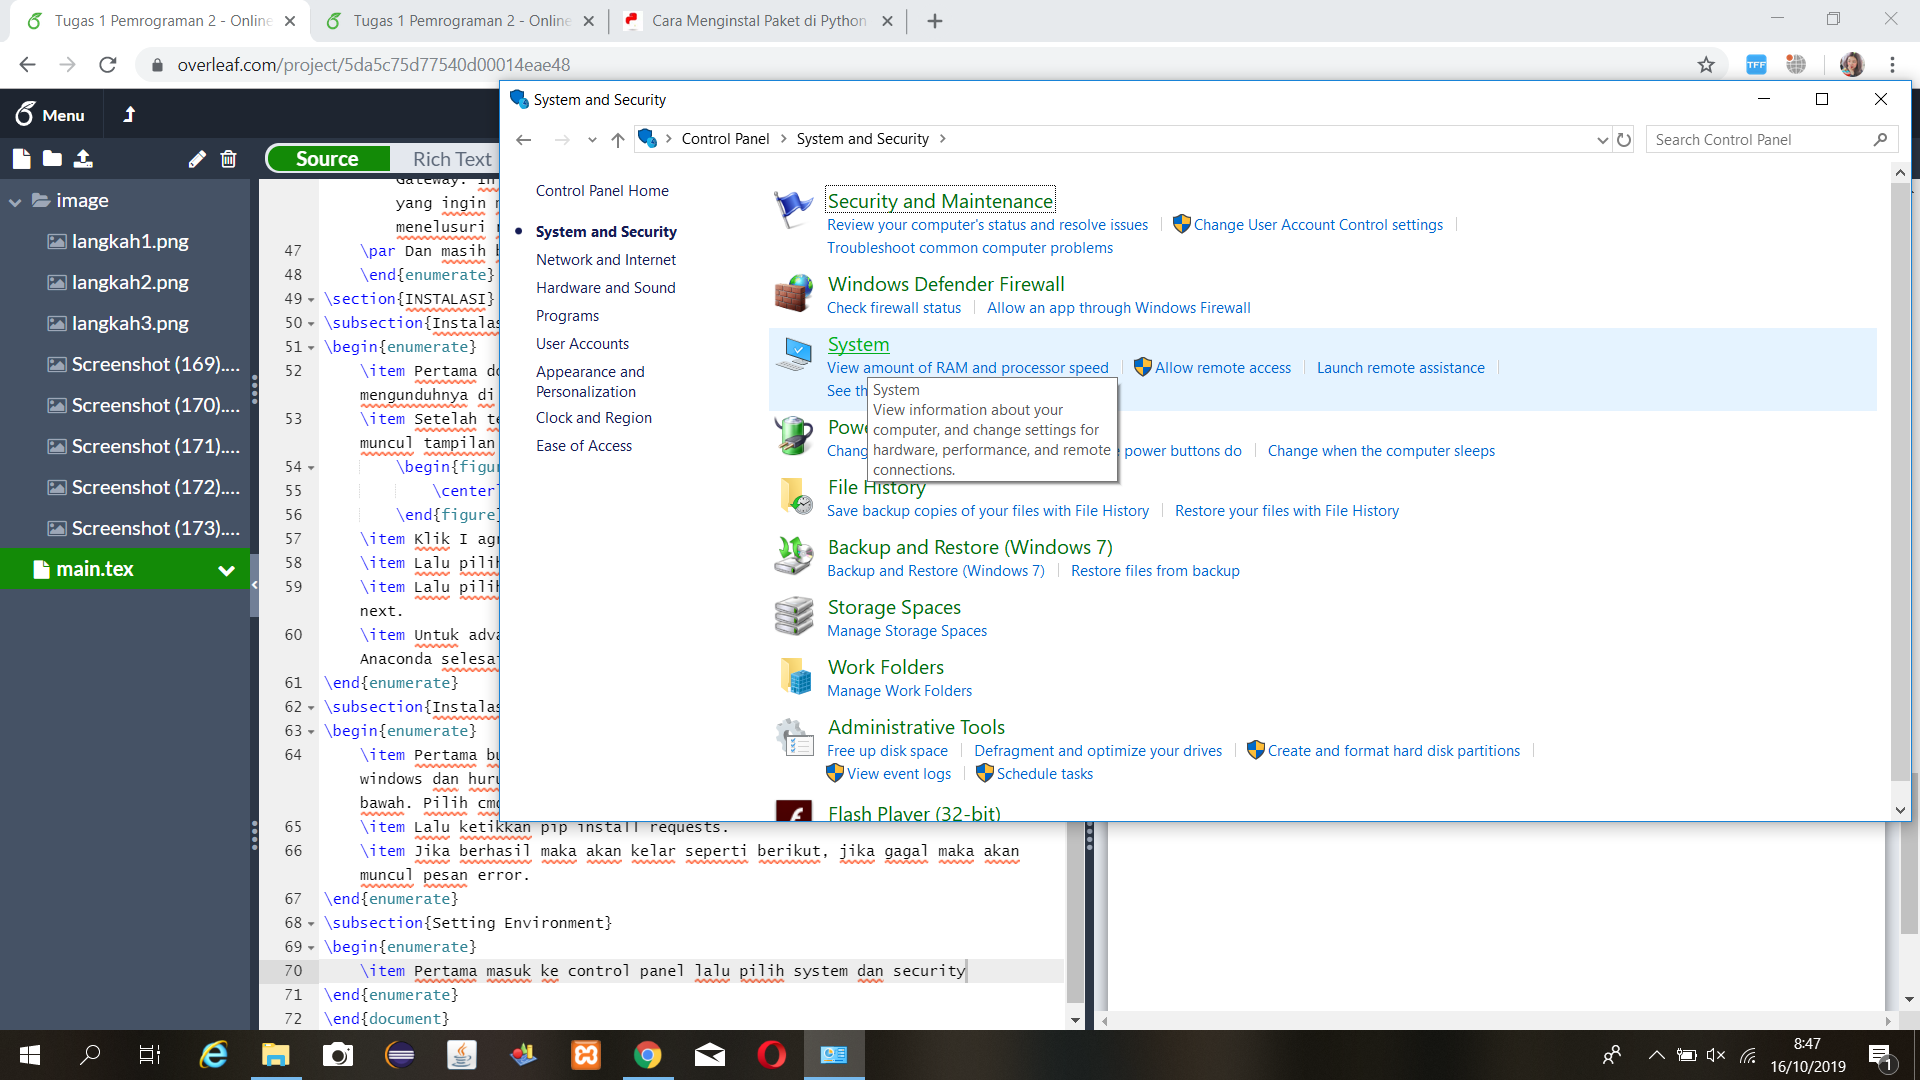 Tugas 1 Pemrograman 2 - Online
Tugas 1 Pemrograman 2 - Online
Cara Menginstal Paket di Python
overleaf.com/project/5da5c75d77540d00014eae48
TFF
Menu
Source
Rich Text
image
langkah1.png
langkah2.png
langkah3.png
Screenshot (169)....
Screenshot (170)....
Screenshot (171)....
Screenshot (172)....
Screenshot (173)....
main.tex
Gateway. In
yang ingin
menelusuri
47 \par Dan masih
48 \end{enumerate}
49 \section{INSTALASI}
50 \subsection{Instalas
51 \begin{enumerate}
52 \item Pertama do
mengunduhnya di
53 \item Setelah te
muncul tampilan
54 \begin{figur
55 \center
56 \end{figure}
57 \item Klik I agr
58 \item Lalu pilih
59 \item Lalu pilih
next.
60 \item Untuk adva
Anaconda selesai
61 \end{enumerate}
62 \subsection{Instalas
63 \begin{enumerate}
64 \item Pertama bu
windows dan huru
bawah. Pilih cmd
65 \item Lalu ketikkan pip install requests.
66 \item Jika berhasil maka akan kelar seperti berikut, jika gagal maka akan
muncul pesan error.
67 \end{enumerate}
68 \subsection{Setting Environment}
69 \begin{enumerate}
70 \item Pertama masuk ke control panel lalu pilih system dan security
71 \end{enumerate}
72 \end{document}
System and Security
Control Panel > System and Security >
Search Control Panel
Control Panel Home
System and Security
Network and Internet
Hardware and Sound
Programs
User Accounts
Appearance and
Personalization
Clock and Region
Ease of Access
Security and Maintenance
Review your computer's status and resolve issues
Change User Account Control settings
Troubleshoot common computer problems
Windows Defender Firewall
Check firewall status
Allow an app through Windows Firewall
System
View amount of RAM and processor speed
Allow remote access
Launch remote assistance
See th
System
View information about your
computer, and change settings for
hardware, performance, and remote
connections.
Powe
Chang
power buttons do
Change when the computer sleeps
File History
Save backup copies of your files with File History
Restore your files with File History
Backup and Restore (Windows 7)
Backup and Restore (Windows 7)
Restore files from backup
Storage Spaces
Manage Storage Spaces
Work Folders
Manage Work Folders
Administrative Tools
Free up disk space
Defragment and optimize your drives
Create and format hard disk partitions
View event logs
Schedule tasks
Flash Player (32-bit)
8:47
16/10/2019
1